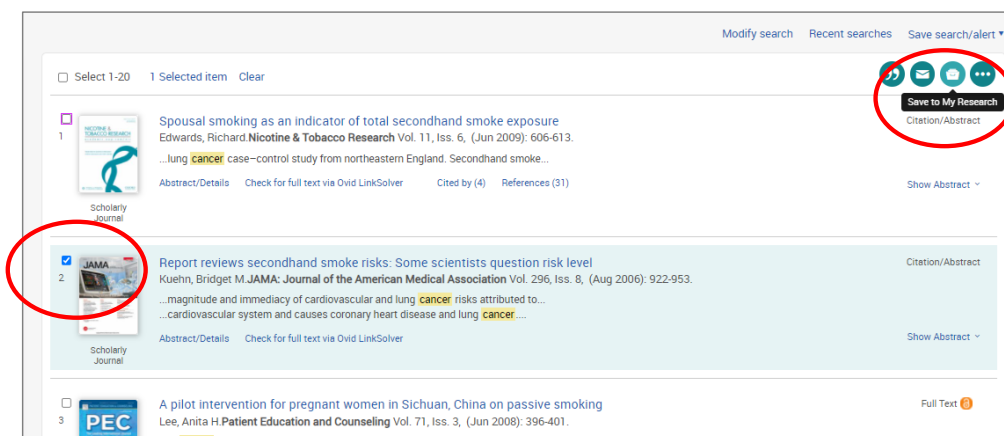 Modify search Recent searches Save search/alert
Select 1-20 1 Selected item Clear
Save to My Research
1
Spousal smoking as an indicator of total secondhand smoke exposure
Citation/Abstract
Edwards, Richard.Nicotine & Tobacco Research Vol. 11, Iss. 6, (Jun 2009): 606-613.
...lung cancer case–control study from northeastern England. Secondhand smoke...
Abstract/Details Check for full text via Ovid LinkSolver Cited by (4) References (31)
Show Abstract
NICOTINE &
TOBACCO RESEARCH
Scholarly
Journal
2
JAMA
Report reviews secondhand smoke risks: Some scientists question risk level
Citation/Abstract
Kuehn, Bridget M.JAMA: Journal of the American Medical Association Vol. 296, Iss. 8, (Aug 2006): 922-953.
...magnitude and immediacy of cardiovascular and lung cancer risks attributed to...
...cardiovascular system and causes coronary heart disease and lung cancer....
Abstract/Details Check for full text via Ovid LinkSolver
Show Abstract
Scholarly
Journal
3
PEC
A pilot intervention for pregnant women in Sichuan, China on passive smoking
Full Text
Lee, Anita H.Patient Education and Counseling Vol. 71, Iss. 3, (Jun 2008): 396-401.